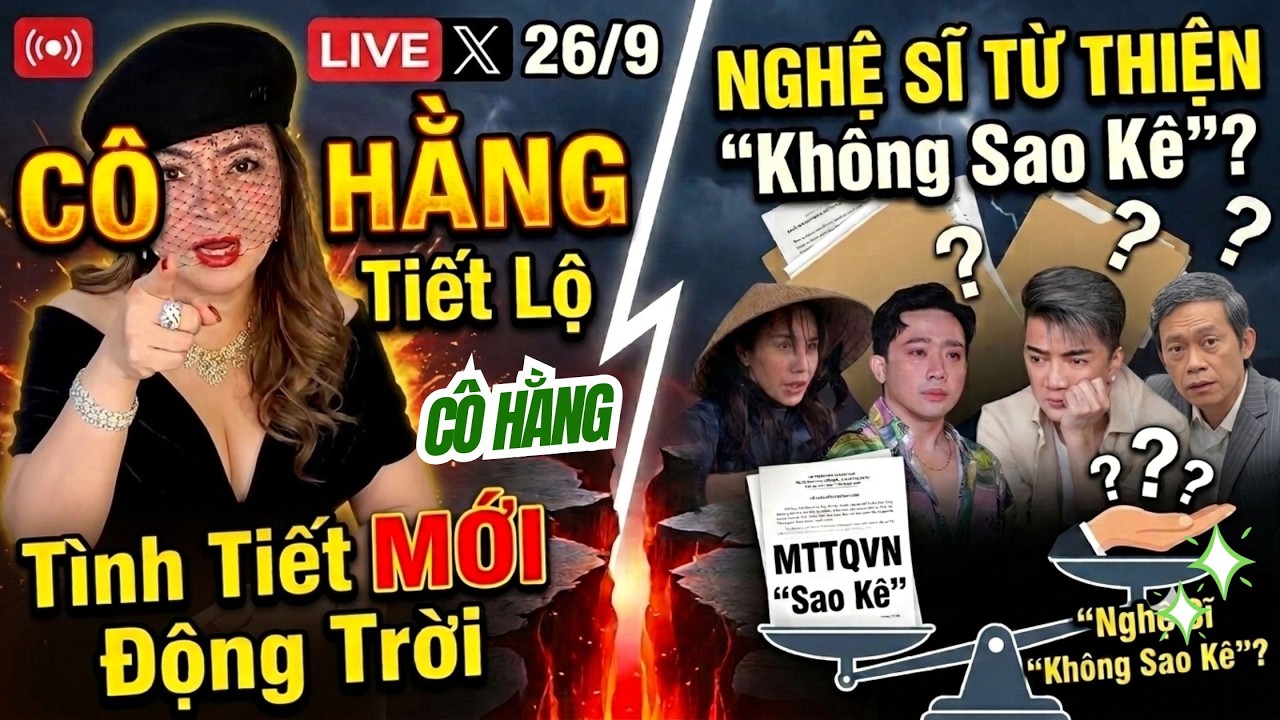 LIVE X 26/9
CÔ HẰNG
Tiết Lộ
CÔ HẰNG
Tình Tiết MỚI
Động Trời
NGHỆ SĨ TỪ THIỆN
“Không Sao Kê”?
?
?
?
MTTQVN
“Sao Kê”
? ? ?
“Nghệ Sĩ
“Không Sao Kê”?